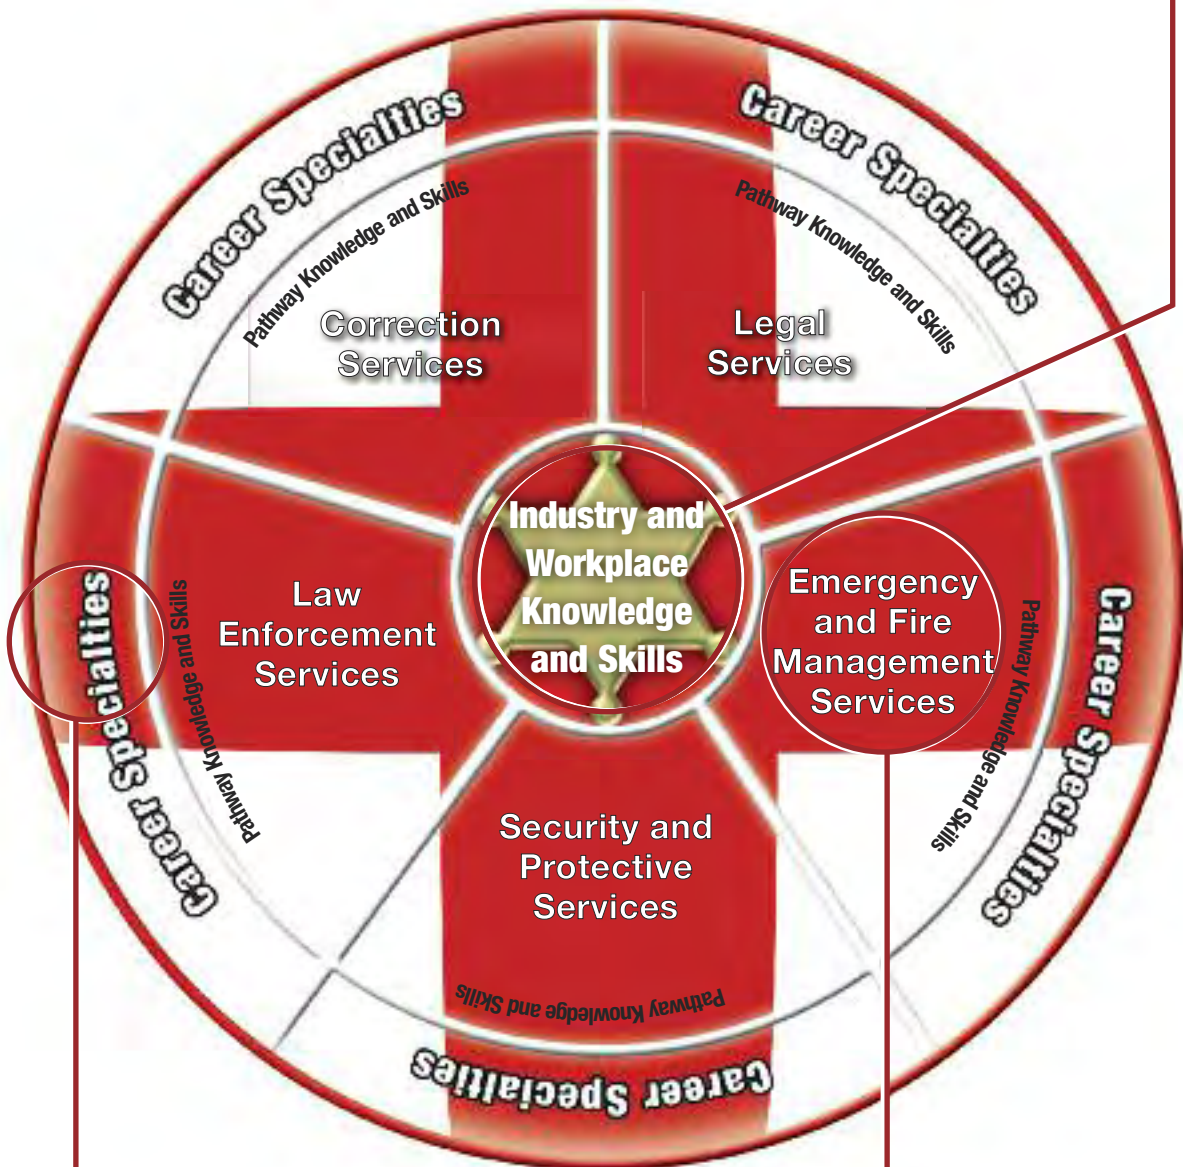 Career Specialties
Career Specialties
Pathway Knowledge and Skills
Pathway Knowledge and Skills
Correction
Services
Legal
Services
Industry and
Workplace
Knowledge
and Skills
Law
Enforcement
Services
Emergency
and Fire
Management
Services
Career Specialties
Pathway Knowledge and Skills
Pathway Knowledge and Skills
Career Specialties
Security and
Protective
Services
Pathway Knowledge and Skills
Career Specialties